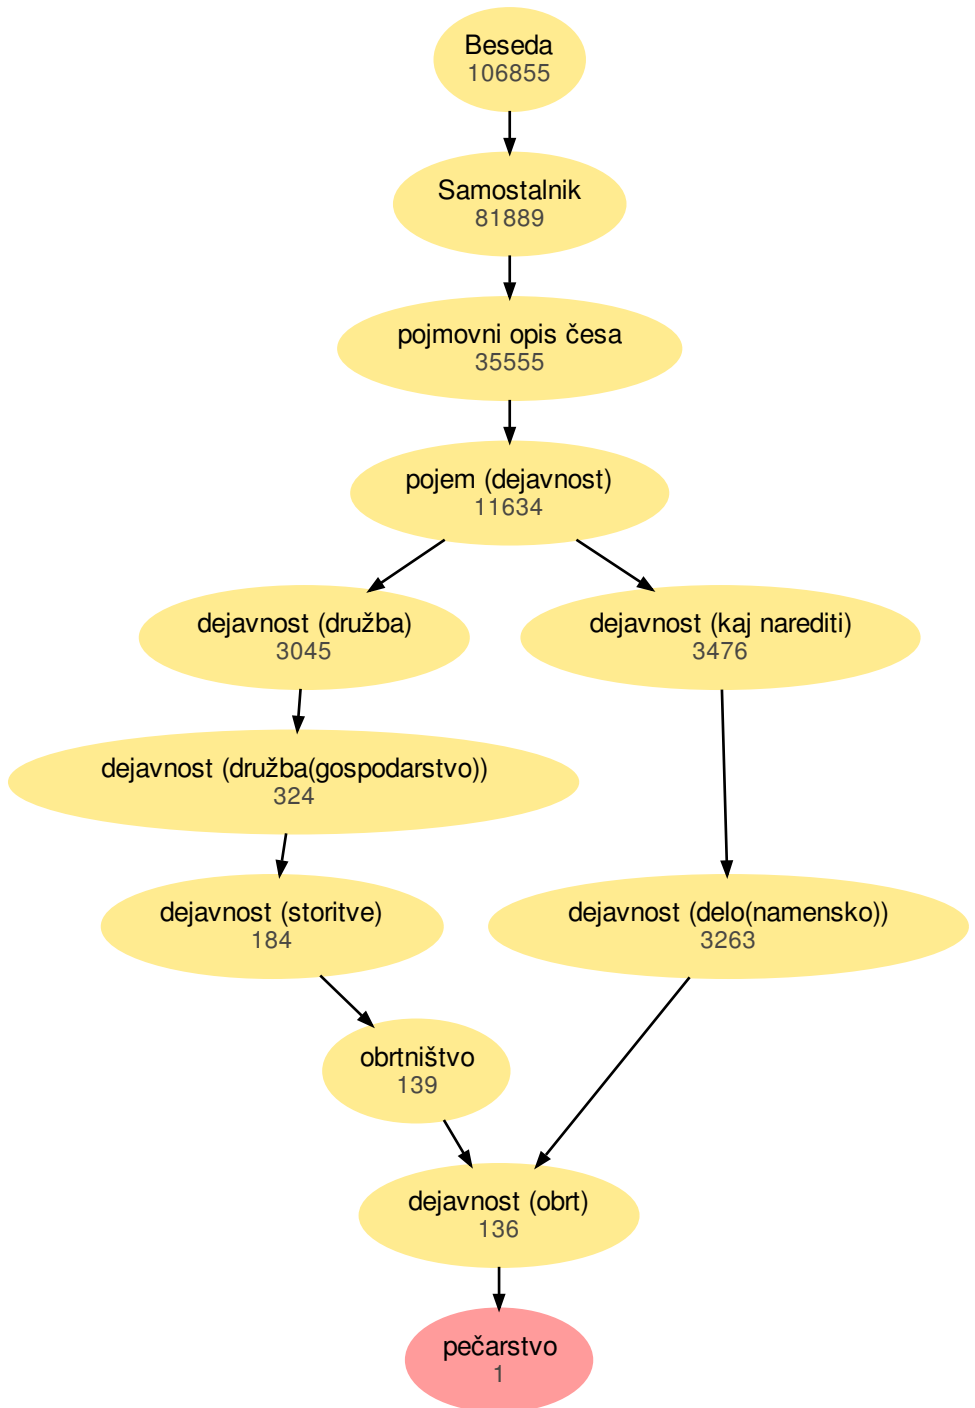 Beseda
106855
Samostalnik
81889
pojmovni opis česa
35555
pojem (dejavnost)
11634
dejavnost (družba)
3045
dejavnost (kaj narediti)
3476
dejavnost (družba(gospodarstvo))
324
dejavnost (storitve)
184
dejavnost (delo(namensko))
3263
obrtništvo
139
dejavnost (obrt)
136
pečarstvo
1